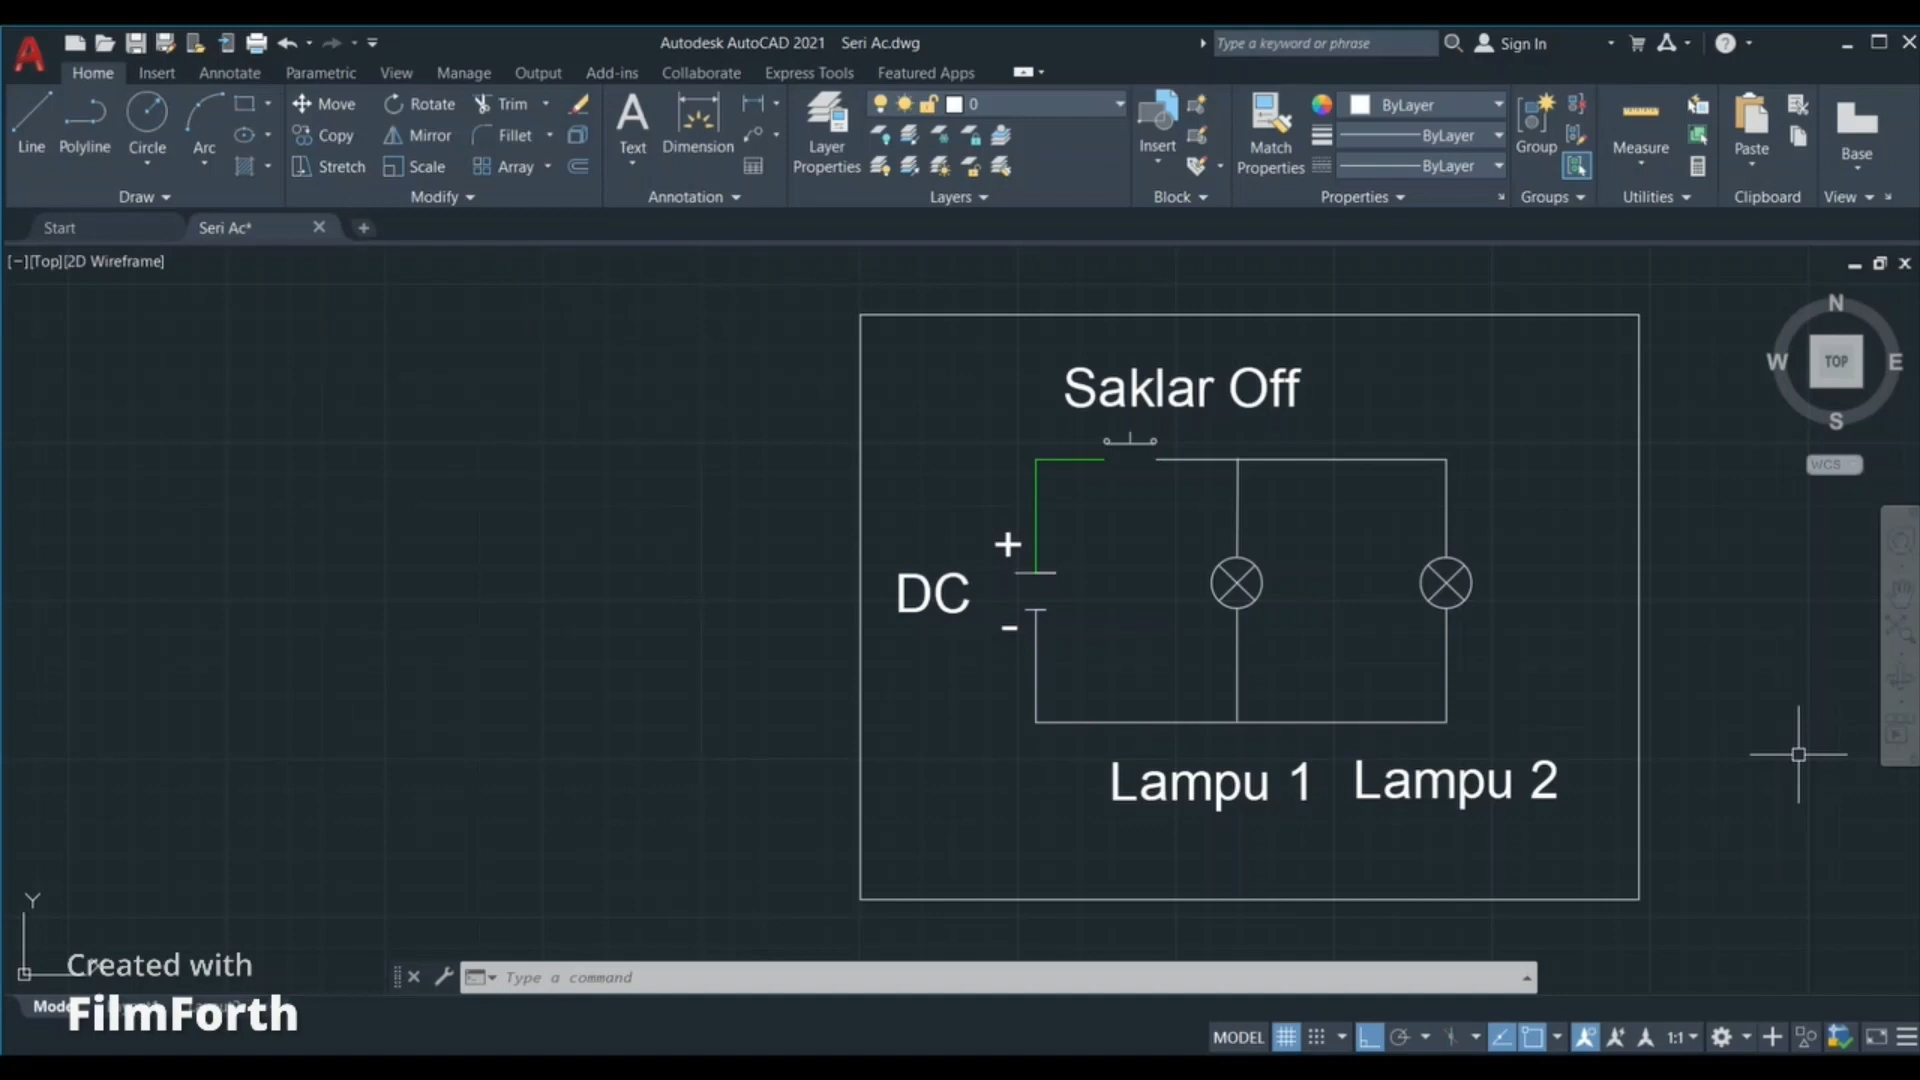 Autodesk AutoCAD 2021 Seri Ac.dwg
Type a keyword or phrase
Sign In
Home Insert Annotate Parametric View Manage Output Add-ins Collaborate Express Tools Featured Apps
Line Polyline Circle Arc
Move Rotate Trim
Copy Mirror Fillet
Stretch Scale Array
Text Dimension
Layer Properties
0
Insert
Match Properties
ByLayer
ByLayer
ByLayer
Group
Measure
Paste
Base
Draw Modify Annotation Layers Block Properties Groups Utilities Clipboard View
Start Seri Ac*
[−][Top][2D Wireframe]
N
W TOP E
S
WCS
Saklar Off
+
DC
-
Lampu 1 Lampu 2
Y
Created with
FilmForth
Type a command
MODEL 1:1